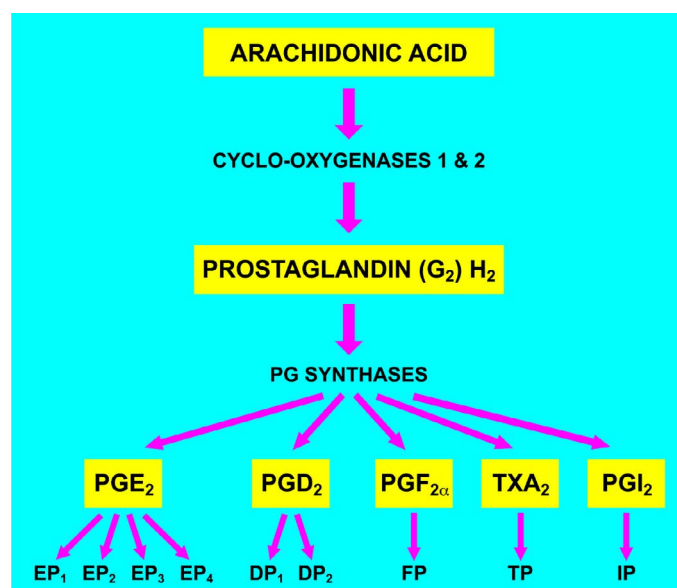 ARACHIDONIC ACID
CYCLO-OXYGENASES 1 & 2
PROSTAGLANDIN (G₂) H₂
PG SYNTHASES
PGE₂ PGD₂ PGF₂α TXA₂ PGI₂
EP₁ EP₂ EP₃ EP₄ DP₁ DP₂ FP TP IP